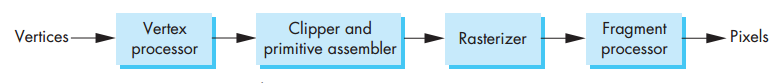 Vertices
Vertex
processor
Clipper and
primitive assembler
Rasterizer
Fragment
processor
Pixels